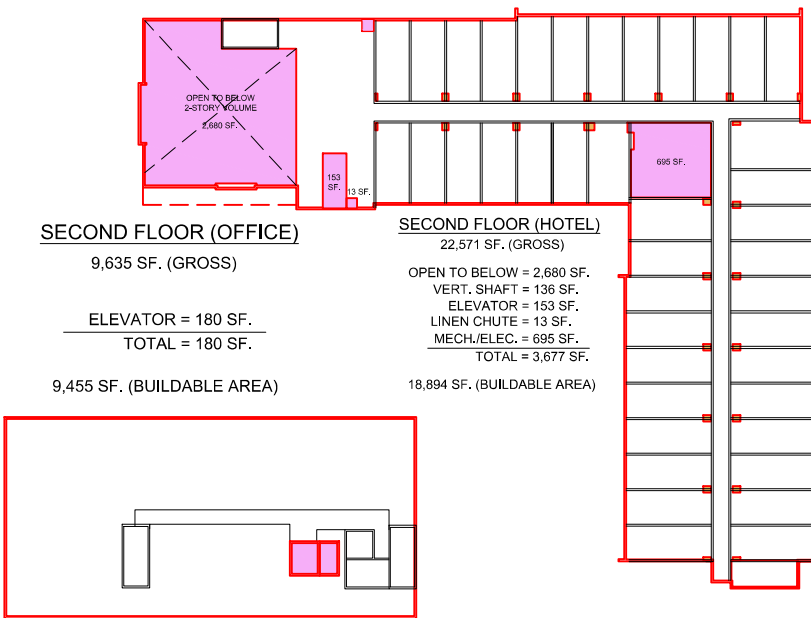 OPEN TO BELOW
2-STORY VOLUME
2,680 SF.
695 SF.
153
SF.
13 SF.
SECOND FLOOR (OFFICE)
9,635 SF. (GROSS)
ELEVATOR = 180 SF.
TOTAL = 180 SF.
9,455 SF. (BUILDABLE AREA)
SECOND FLOOR (HOTEL)
22,571 SF. (GROSS)
OPEN TO BELOW = 2,680 SF.
VERT. SHAFT = 136 SF.
ELEVATOR = 153 SF.
LINEN CHUTE = 13 SF.
MECH./ELEC. = 695 SF.
TOTAL = 3,677 SF.
18,894 SF. (BUILDABLE AREA)